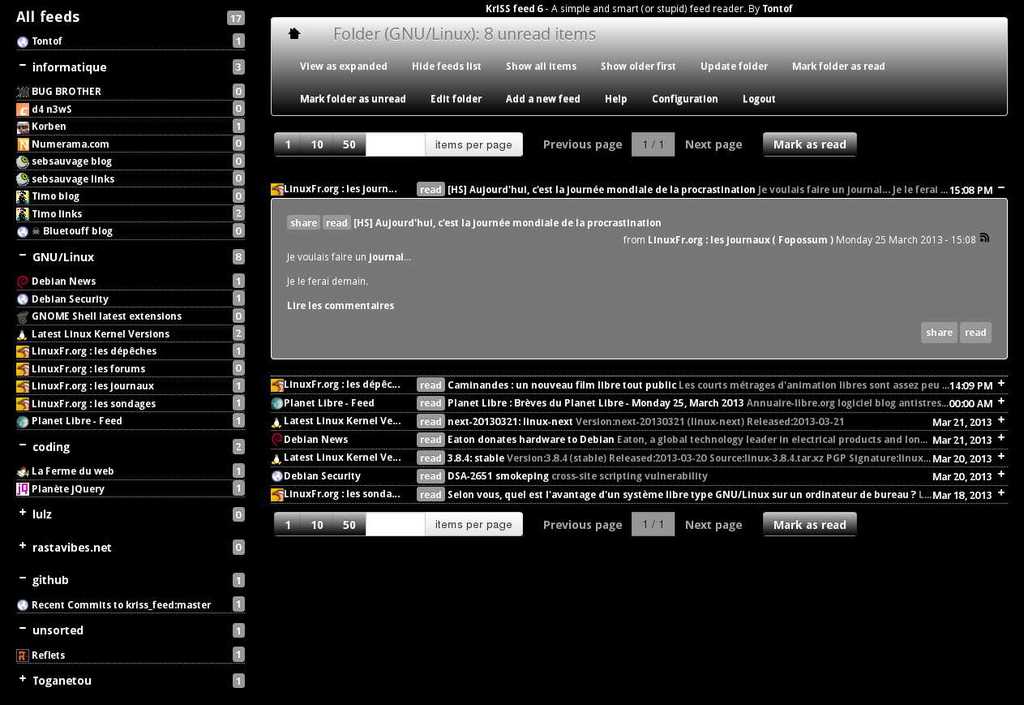 KrISS feed 6 - A simple and smart (or stupid) feed reader. By Tontof
All feeds 17
Tontof 1
informatique 3
BUG BROTHER 0
d4 n3wS 0
Korben 1
Numerama.com 0
sebsauvage blog 0
sebsauvage links 0
Timo blog 0
Timo links 2
☠ Bluetouff blog 0
GNU/Linux 8
Debian News 1
Debian Security 1
GNOME Shell latest extensions 0
Latest Linux Kernel Versions 2
LinuxFr.org : les dépêches 1
LinuxFr.org : les forums 0
LinuxFr.org : les journaux 1
LinuxFr.org : les sondages 1
Planet Libre - Feed 1
coding 2
La Ferme du web 1
Planète jQuery 1
lulz 0
rastavibes.net 0
github 1
Recent Commits to kriss_feed:master 1
unsorted 1
Reflets 1
Toganetou 1
Folder (GNU/Linux): 8 unread items
View as expanded Hide feeds list Show all items Show older first Update folder Mark folder as read
Mark folder as unread Edit folder Add a new feed Help Configuration Logout
1 10 50 items per page Previous page 1 / 1 Next page Mark as read
LinuxFr.org : les journ... read [HS] Aujourd'hui, c'est la journée mondiale de la procrastination Je voulais faire un journal... Je le ferai ... 15:08 PM
share read [HS] Aujourd'hui, c'est la journée mondiale de la procrastination
from LinuxFr.org : les journaux ( Fopossum ) Monday 25 March 2013 - 15:08
Je voulais faire un journal...
Je le ferai demain.
Lire les commentaires
share read
LinuxFr.org : les dépêc... read Caminandes : un nouveau film libre tout public Les courts métrages d'animation libres sont assez peu ... 14:09 PM
Planet Libre - Feed read Planet Libre : Brèves du Planet Libre - Monday 25, March 2013 Annuaire-libre.org logiciel blog antistres... 00:00 AM
Latest Linux Kernel Ve... read next-20130321: linux-next Version:next-20130321 (linux-next) Released:2013-03-21 Mar 21, 2013
Debian News read Eaton donates hardware to Debian Eaton, a global technology leader in electrical products and lon... Mar 21, 2013
Latest Linux Kernel Ve... read 3.8.4: stable Version:3.8.4 (stable) Released:2013-03-20 Source:linux-3.8.4.tar.xz PGP Signature:linux... Mar 20, 2013
Debian Security read DSA-2651 smokeping cross-site scripting vulnerability Mar 20, 2013
LinuxFr.org : les sonda... read Selon vous, quel est l'avantage d'un système libre type GNU/Linux sur un ordinateur de bureau ? L... Mar 18, 2013
1 10 50 items per page Previous page 1 / 1 Next page Mark as read